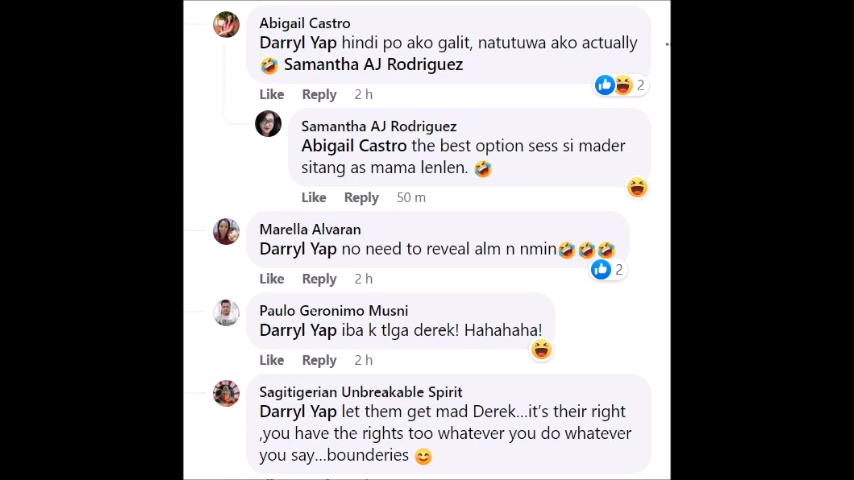 Abigail Castro
Darryl Yap hindi po ako galit, natutuwa ako actually
🤣 Samantha AJ Rodriguez
2
Like Reply 2 h
Samantha AJ Rodriguez
Abigail Castro the best option sess si mader
sitang as mama lenlen. 🤣
Like Reply 50 m
Marella Alvaran
Darryl Yap no need to reveal alm n nmin🤣🤣🤣
2
Like Reply 2 h
Paulo Geronimo Musni
Darryl Yap iba k tlga derek! Hahahaha!
Like Reply 2 h
Sagitigerian Unbreakable Spirit
Darryl Yap let them get mad Derek...it's their right
,you have the rights too whatever you do whatever
you say...bounderies 😊